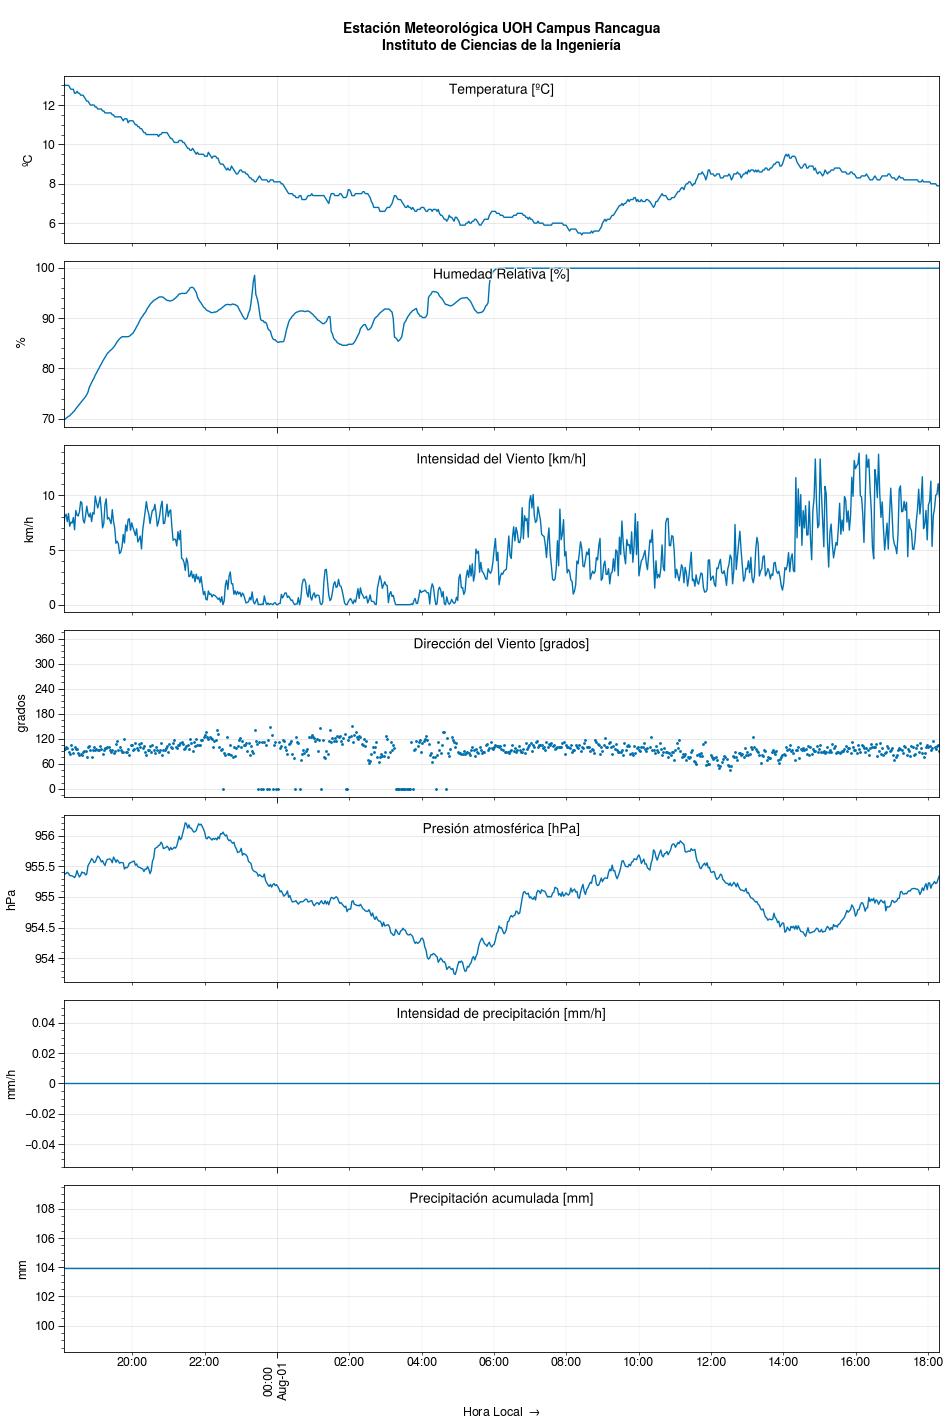 Estación Meteorológica UOH Campus Rancagua
Instituto de Ciencias de la Ingeniería
Temperatura [ºC]
ºC
12
10
8
6
Humedad Relativa [%]
%
100
90
80
70
Intensidad del Viento [km/h]
km/h
10
5
0
Dirección del Viento [grados]
grados
360
300
240
180
120
60
0
Presión atmosférica [hPa]
hPa
956
955.5
955
954.5
954
Intensidad de precipitación [mm/h]
mm/h
0.04
0.02
0
−0.02
−0.04
Precipitación acumulada [mm]
mm
108
106
104
102
100
20:00 22:00 00:00 02:00 04:00 06:00 08:00 10:00 12:00 14:00 16:00 18:00
Aug-01
Hora Local →